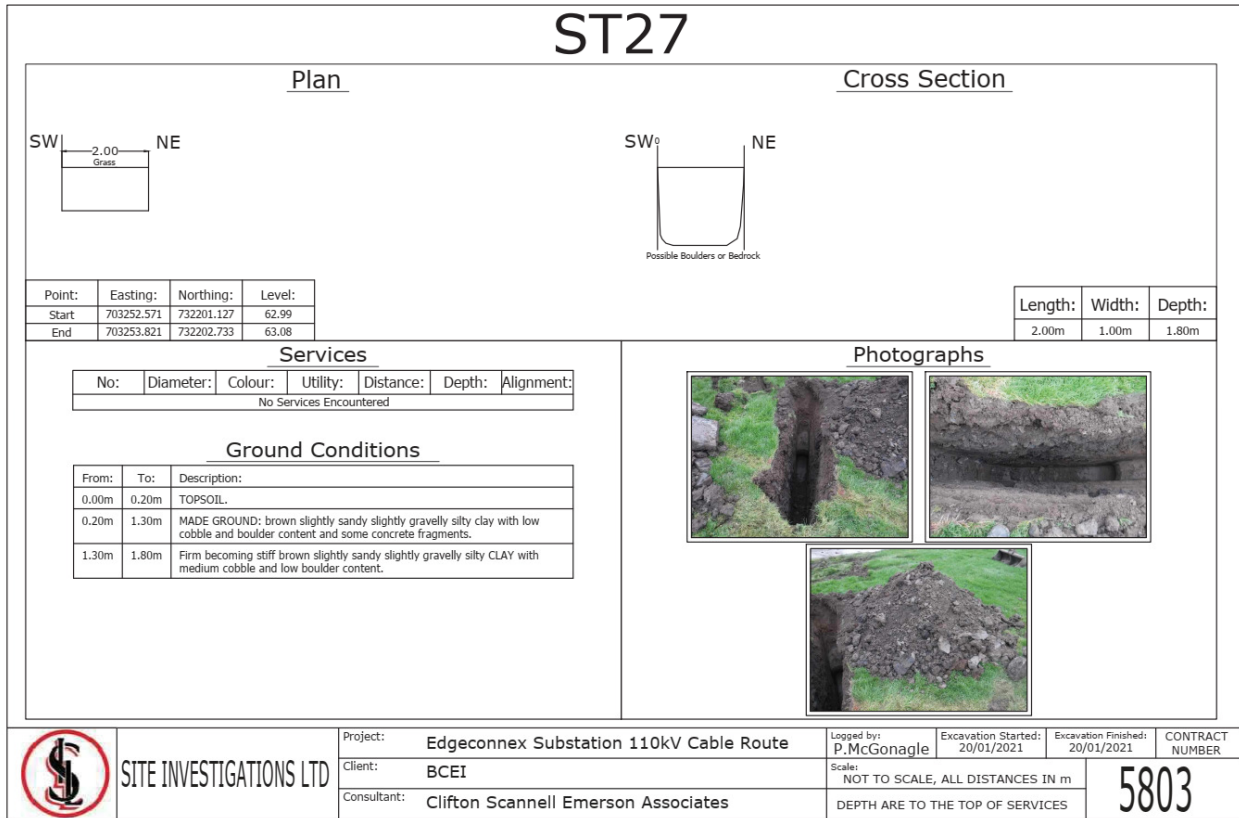 ST27
Plan
SW
NE
2.00
Grass
Cross Section
SW
0
NE
Possible Boulders or Bedrock
Point: Easting: Northing: Level:
Start 703252.571 732201.127 62.99
End 703253.821 732202.733 63.08
Length: Width: Depth:
2.00m 1.00m 1.80m
Services
No: Diameter: Colour: Utility: Distance: Depth: Alignment:
No Services Encountered
Ground Conditions
From: To: Description:
0.00m 0.20m TOPSOIL.
0.20m 1.30m MADE GROUND: brown slightly sandy slightly gravelly silty clay with low
cobble and boulder content and some concrete fragments.
1.30m 1.80m Firm becoming stiff brown slightly sandy slightly gravelly silty CLAY with
medium cobble and low boulder content.
Photographs
SITE INVESTIGATIONS LTD
Project: Edgeconnex Substation 110kV Cable Route
Client: BCEI
Consultant: Clifton Scannell Emerson Associates
Logged by:
P.McGonagle
Excavation Started:
20/01/2021
Excavation Finished:
20/01/2021
Scale:
NOT TO SCALE, ALL DISTANCES IN m
DEPTH ARE TO THE TOP OF SERVICES
CONTRACT
NUMBER
5803